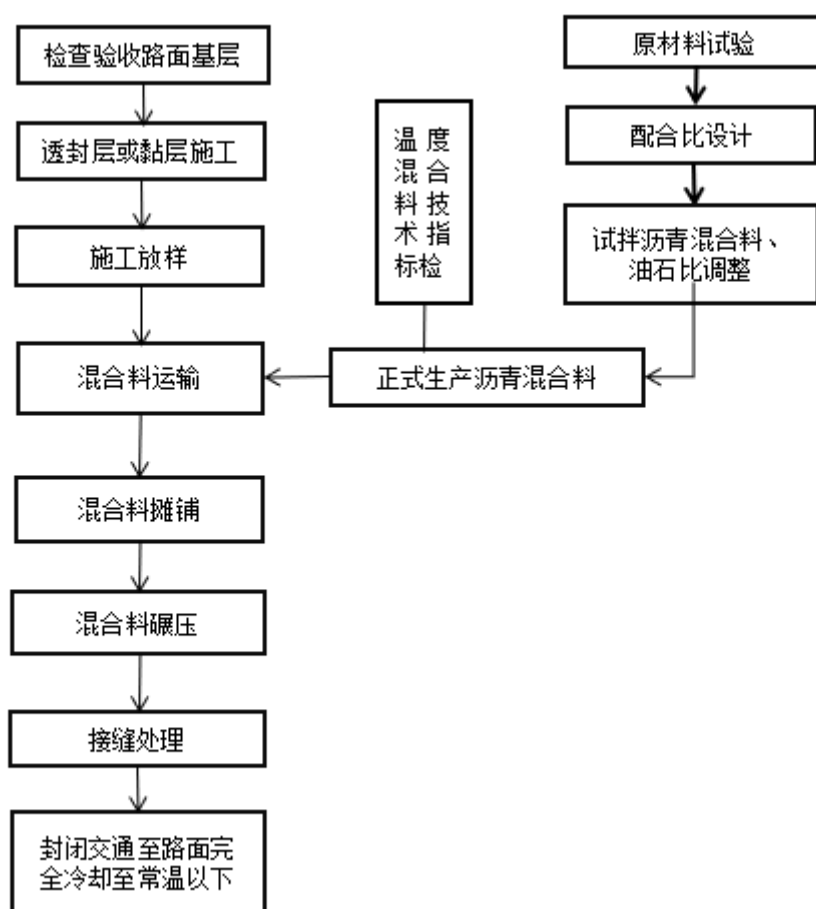 检查验收路面基层
透封层或黏层施工
施工放样
混合料运输
混合料摊铺
混合料碾压
接缝处理
封闭交通至路面完
全冷却至常温以下
温度
混合
料技
术指
标检
原材料试验
配合比设计
试拌沥青混合料、
油石比调整
正式生产沥青混合料